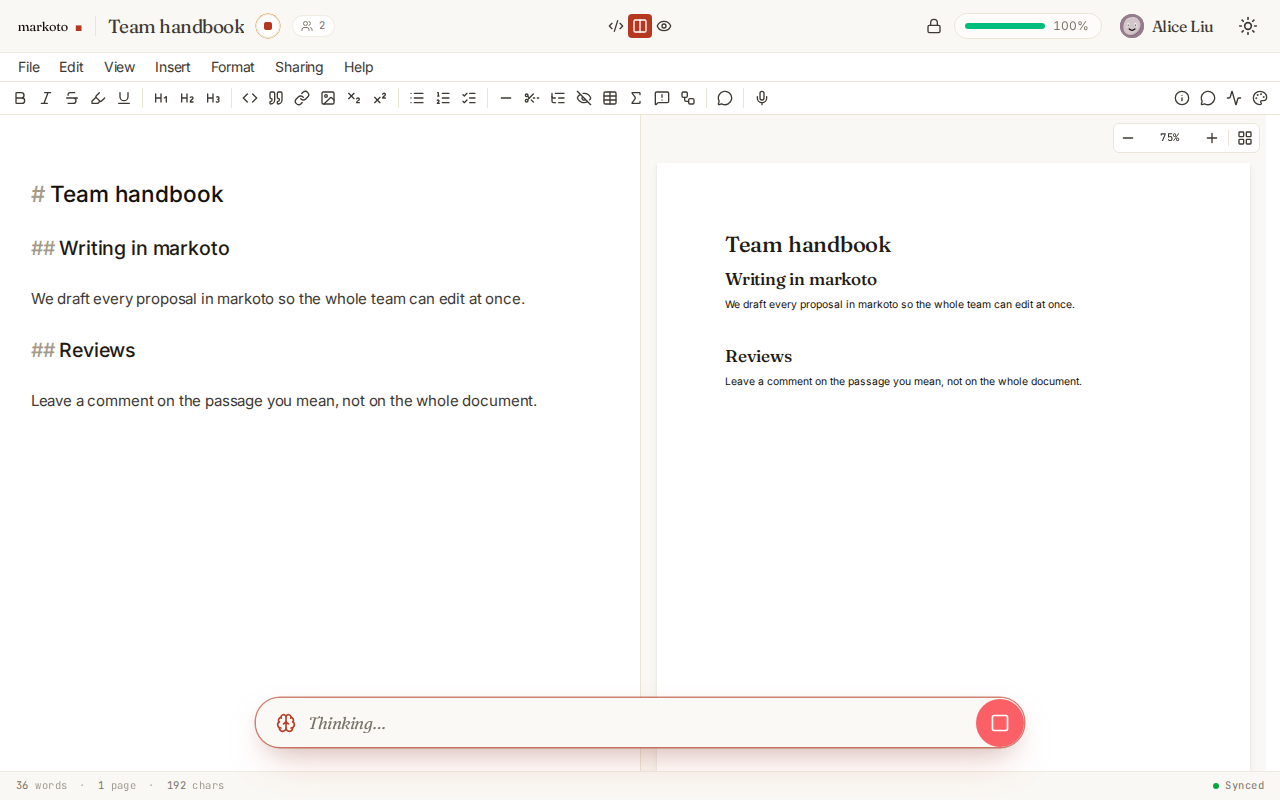 markoto
Team handbook
2
100%
Alice Liu
File Edit View Insert Format Sharing Help
H1 H2 H3
75%
# Team handbook
## Writing in markoto
We draft every proposal in markoto so the whole team can edit at once.
## Reviews
Leave a comment on the passage you mean, not on the whole document.
Team handbook
Writing in markoto
We draft every proposal in markoto so the whole team can edit at once.
Reviews
Leave a comment on the passage you mean, not on the whole document.
Thinking...
36 words · 1 page · 192 chars
Synced